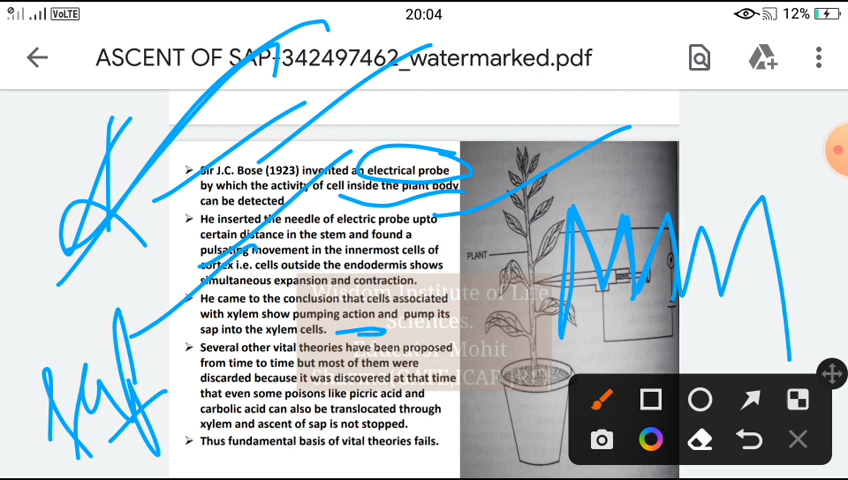 VoLTE 20:04 12%
ASCENT OF SAP-342497462_watermarked.pdf
➤ Sir J.C. Bose (1923) invented an electrical probe
by which the activity of cell inside the plant body
can be detected.
➤ He inserted the needle of electric probe upto
certain distance in the stem and found a
pulsating movement in the innermost cells of
cortex i.e. cells outside the endodermis shows
simultaneous expansion and contraction.
➤ He came to the conclusion that cells associated
with xylem show pumping action and pump its
sap into the xylem cells.
➤ Several other vital theories have been proposed
from time to time but most of them were
discarded because it was discovered at that time
that even some poisons like picric acid and
carbolic acid can also be translocated through
xylem and ascent of sap is not stopped.
➤ Thus fundamental basis of vital theories fails.
PLANT
Wisdom Institute of Life
Sciences.
Educator Mohit